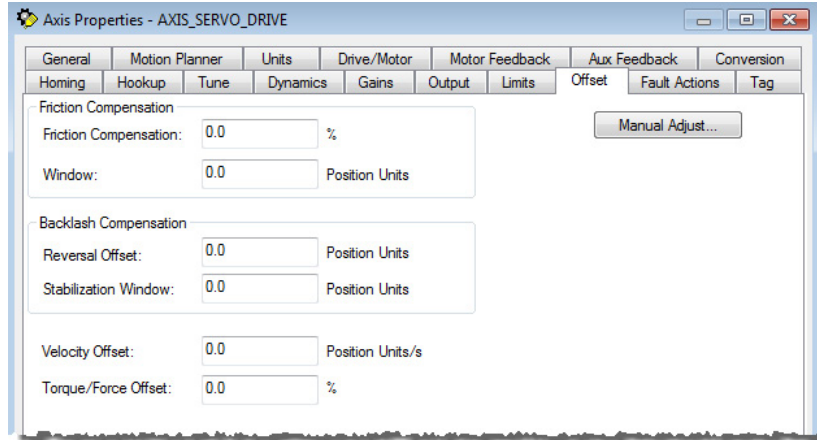 Axis Properties - AXIS_SERVO_DRIVE
General Motion Planner Units Drive/Motor Motor Feedback Aux Feedback Conversion
Homing Hookup Tune Dynamics Gains Output Limits Offset Fault Actions Tag
Friction Compensation
Friction Compensation: 0.0 % Manual Adjust...
Window: 0.0 Position Units
Backlash Compensation
Reversal Offset: 0.0 Position Units
Stabilization Window: 0.0 Position Units
Velocity Offset: 0.0 Position Units/s
Torque/Force Offset: 0.0 %